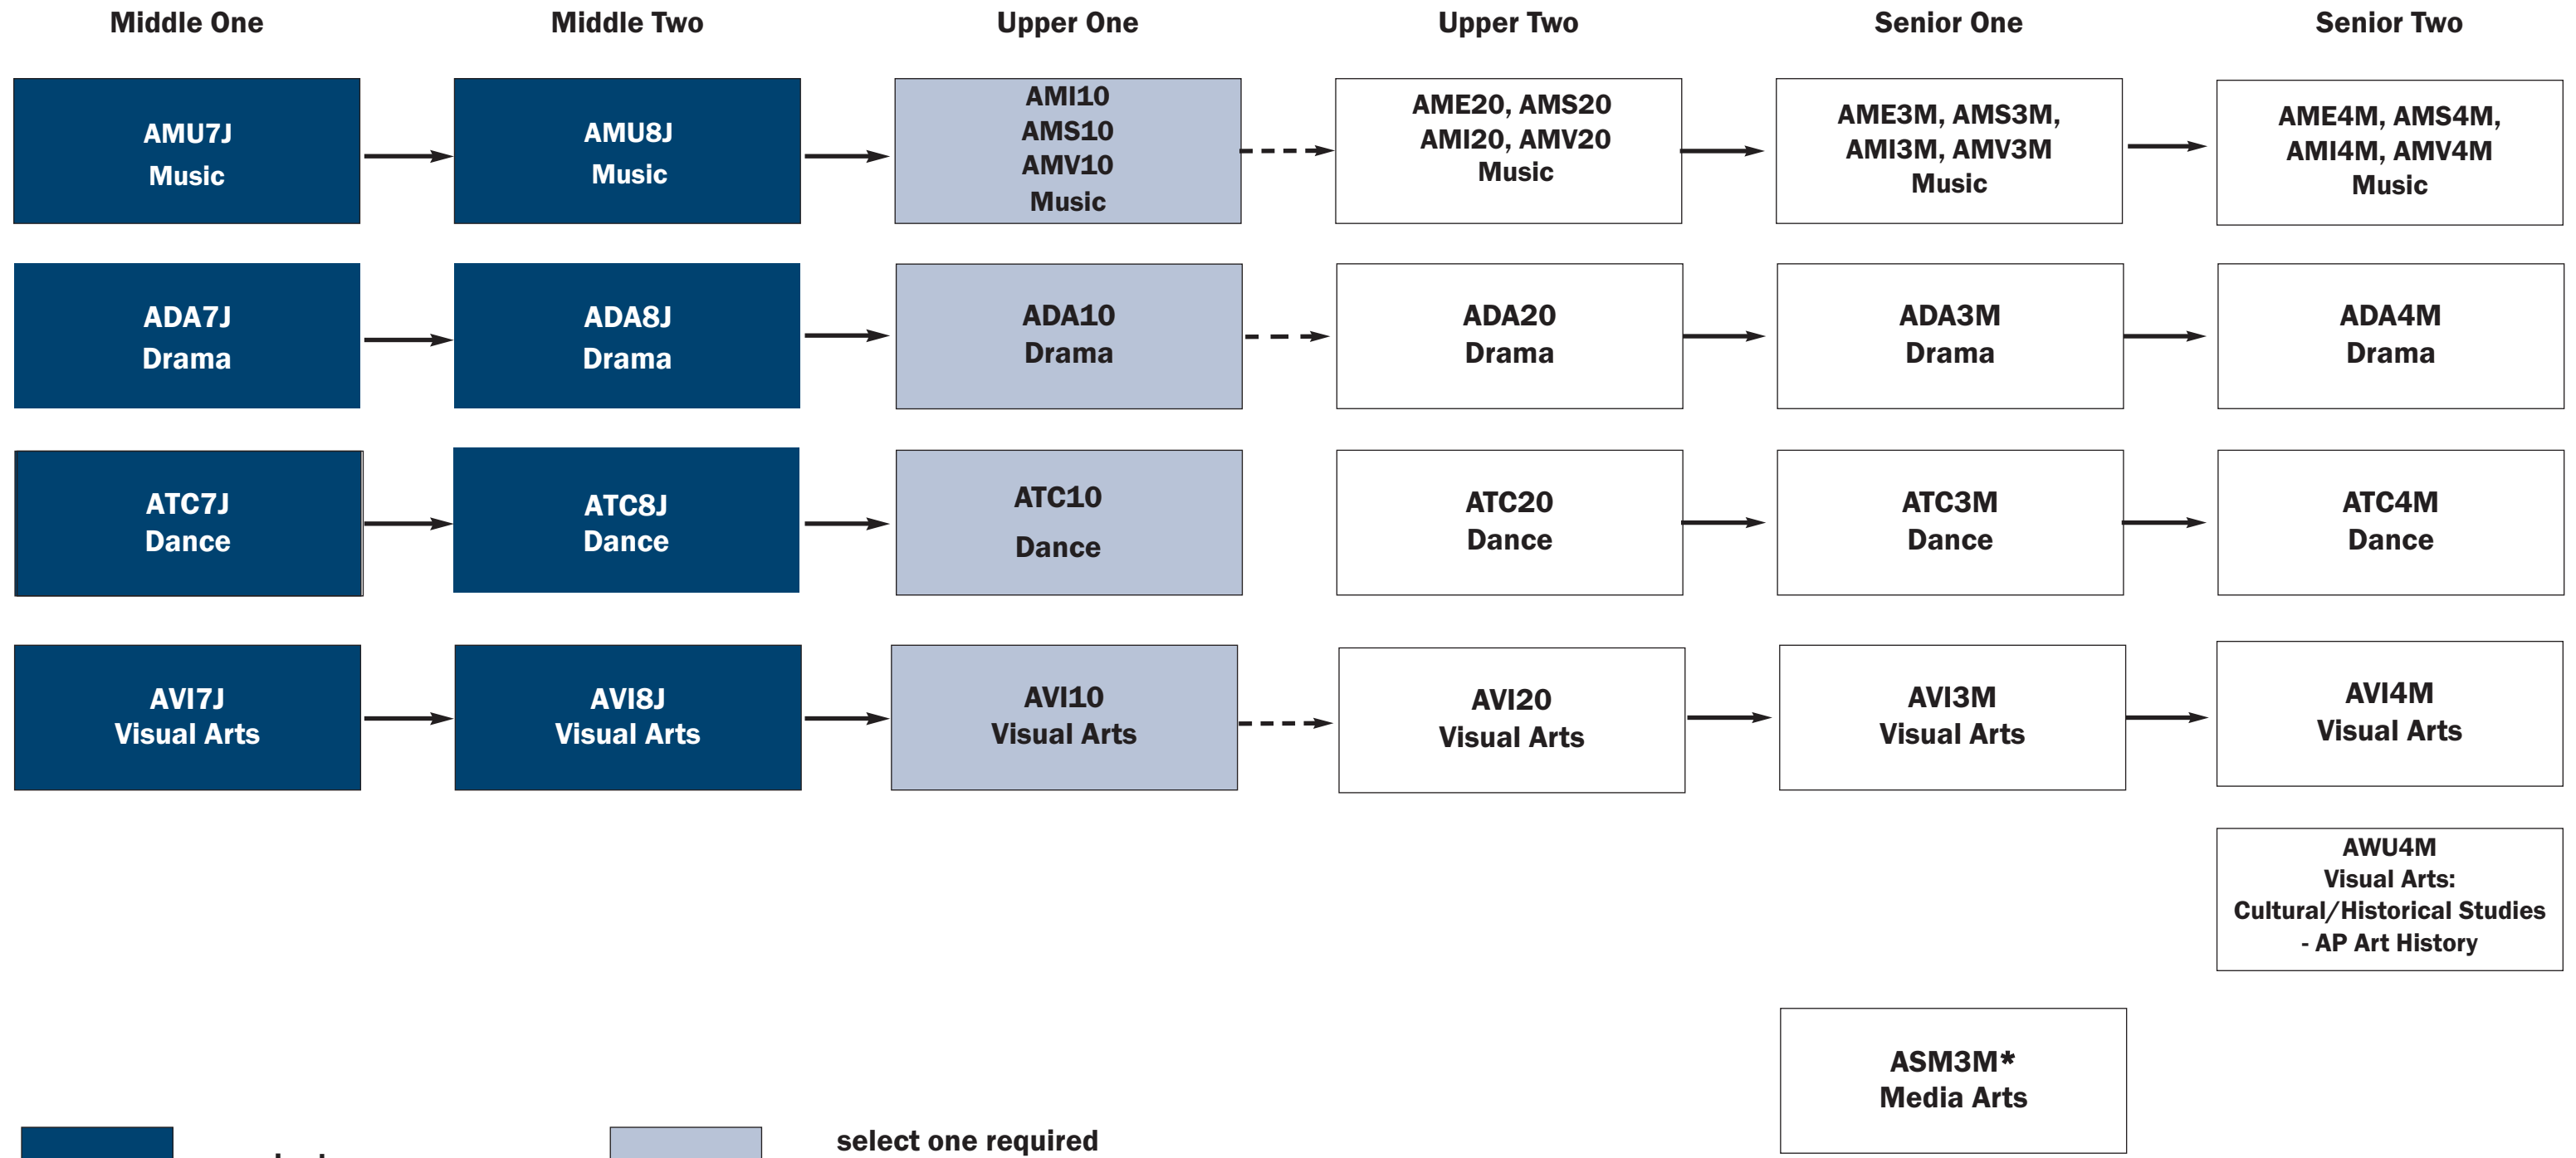 Middle One
Middle Two
Upper One
Upper Two
Senior One
Senior Two
AMU7J
Music
AMU8J
Music
AMI10
AMS10
AMV10
Music
AME20, AMS20
AMI20, AMV20
Music
AME3M, AMS3M,
AMI3M, AMV3M
Music
AME4M, AMS4M,
AMI4M, AMV4M
Music
ADA7J
Drama
ADA8J
Drama
ADA10
Drama
ADA20
Drama
ADA3M
Drama
ADA4M
Drama
ATC7J
Dance
ATC8J
Dance
ATC10
Dance
ATC20
Dance
ATC3M
Dance
ATC4M
Dance
AVI7J
Visual Arts
AVI8J
Visual Arts
AVI10
Visual Arts
AVI20
Visual Arts
AVI3M
Visual Arts
AVI4M
Visual Arts
AWU4M
Visual Arts:
Cultural/Historical Studies
- AP Art History
ASM3M*
Media Arts
select one required